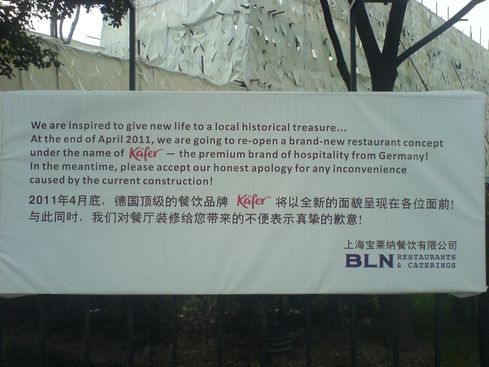 We are inspired to give new life to a local historical treasure...
At the end of April 2011, we are going to re-open a brand-new restaurant concept
under the name of Käfer — the premium brand of hospitality from Germany!
In the meantime, please accept our honest apology for any inconvenience
caused by the current construction!
2011年4月底，德国顶级的餐饮品牌 Käfer 将以全新的面貌呈现在各位面前!
与此同时，我们对餐厅装修给您带来的不便表示真挚的歉意!
上海宝莱纳餐饮有限公司
BLN RESTAURANTS
& CATERINGS